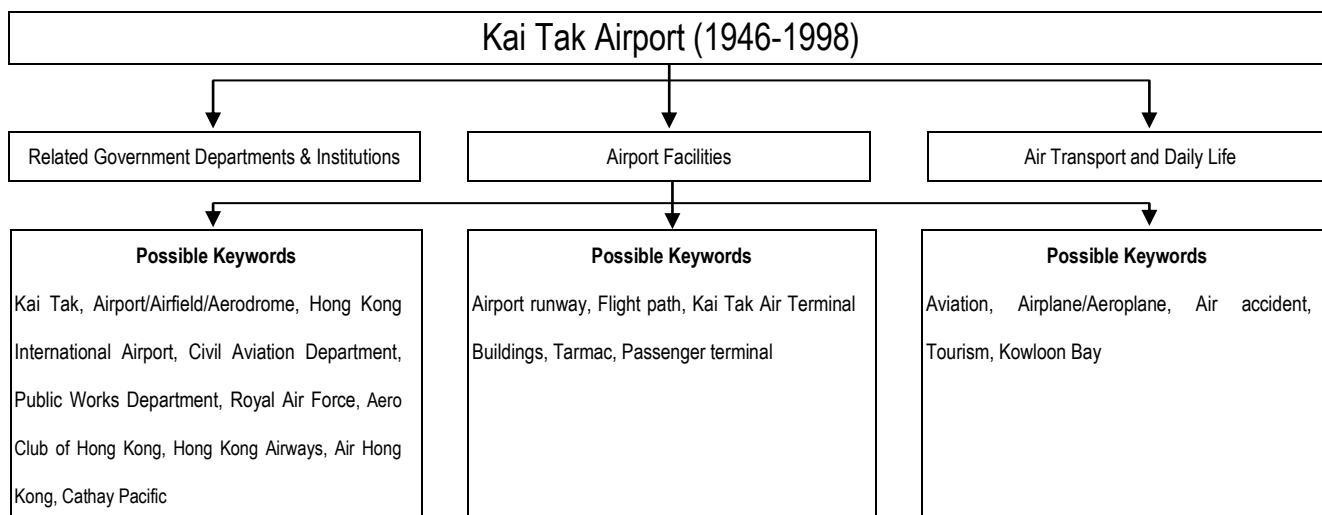 Kai Tak Airport (1946-1998)
Related Government Departments & Institutions
Airport Facilities
Air Transport and Daily Life
Possible Keywords
Kai Tak, Airport/Airfield/Aerodrome, Hong Kong
International Airport, Civil Aviation Department,
Public Works Department, Royal Air Force, Aero
Club of Hong Kong, Hong Kong Airways, Air Hong
Kong, Cathay Pacific
Possible Keywords
Airport runway, Flight path, Kai Tak Air Terminal
Buildings, Tarmac, Passenger terminal
Possible Keywords
Aviation, Airplane/Aeroplane, Air accident,
Tourism, Kowloon Bay